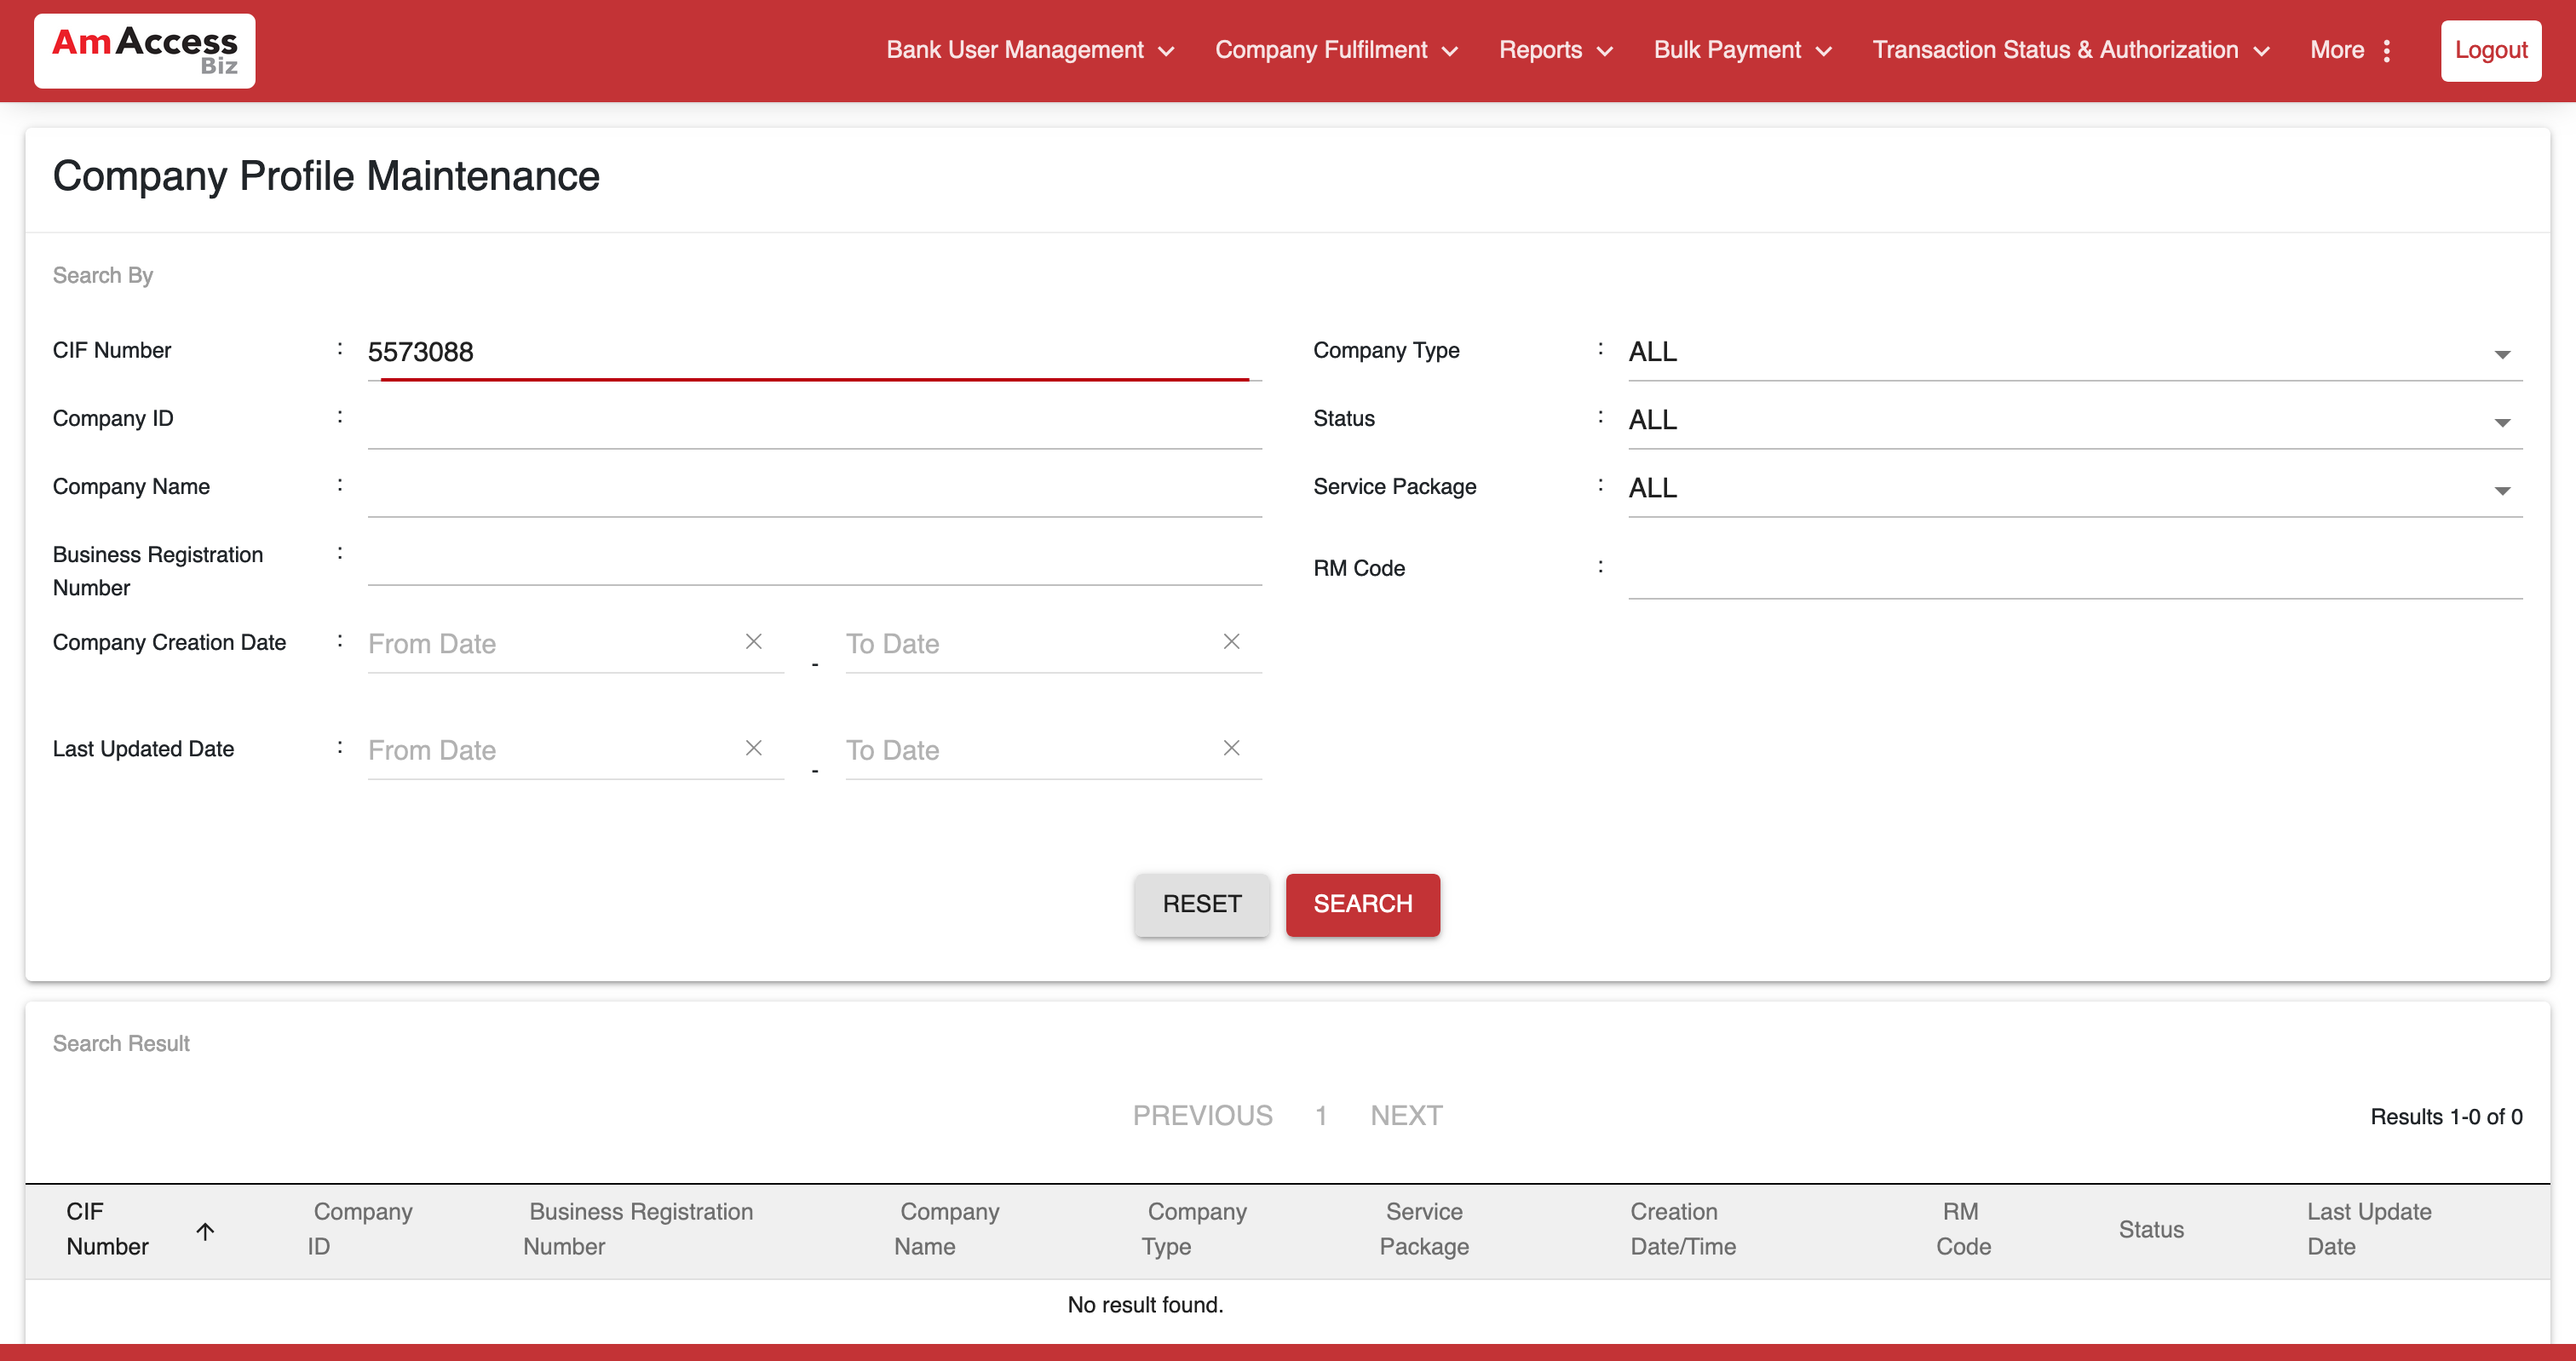 AmAccess
Biz
Bank User Management
Company Fulfilment
Reports
Bulk Payment
Transaction Status & Authorization
More
Logout
Company Profile Maintenance
Search By
CIF Number : 5573088
Company Type : ALL
Company ID :
Status : ALL
Company Name :
Service Package : ALL
Business Registration
Number :
RM Code :
Company Creation Date : From Date - To Date
Last Updated Date : From Date - To Date
RESET SEARCH
Search Result
PREVIOUS 1 NEXT
Results 1-0 of 0
CIF
Number
Company
ID
Business Registration
Number
Company
Name
Company
Type
Service
Package
Creation
Date/Time
RM
Code
Status
Last Update
Date
No result found.